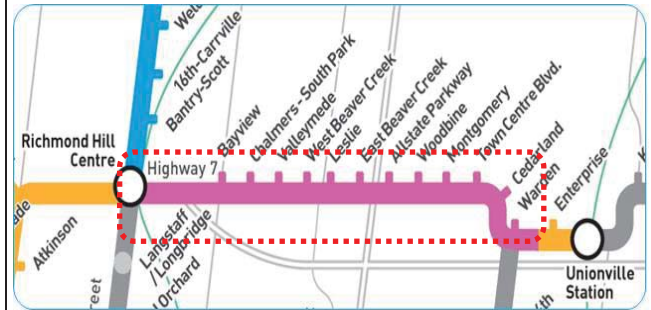 16th-Carrville
Bantry-Scott
Richmond Hill
Centre
Highway 7
Bayview
Chalmers - South Park
Valleymede
West Beaver Creek
Leslie
East Beaver Creek
Allstate Parkway
Woodbine
Montgomery
Town Centre Blvd.
Cedarland
Warden
Enterprise
Atkinson
Langstaff
/ Longbridge
Orchard
Unionville
Station